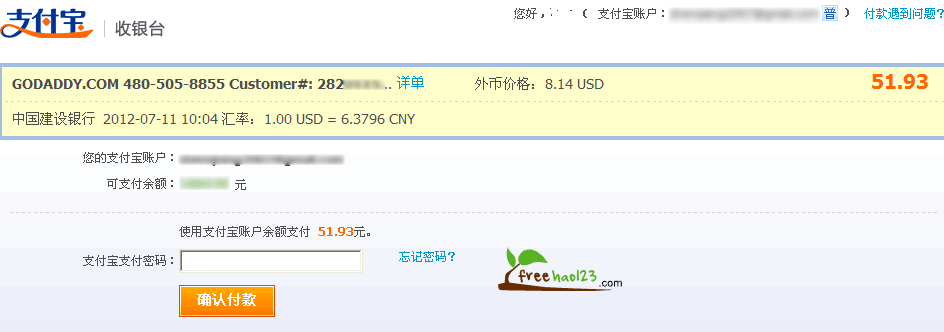 支付宝 收银台
您好, ( 支付宝账户: 普 ) 付款遇到问题?
GODADDY.COM 480-505-8855 Customer#: 282 .. 详单 外币价格：8.14 USD 51.93
中国建设银行 2012-07-11 10:04 汇率：1.00 USD = 6.3796 CNY
您的支付宝账户：
可支付余额： 元
使用支付宝账户余额支付 51.93元。
支付宝支付密码： 忘记密码?
freehao123.com
确认付款